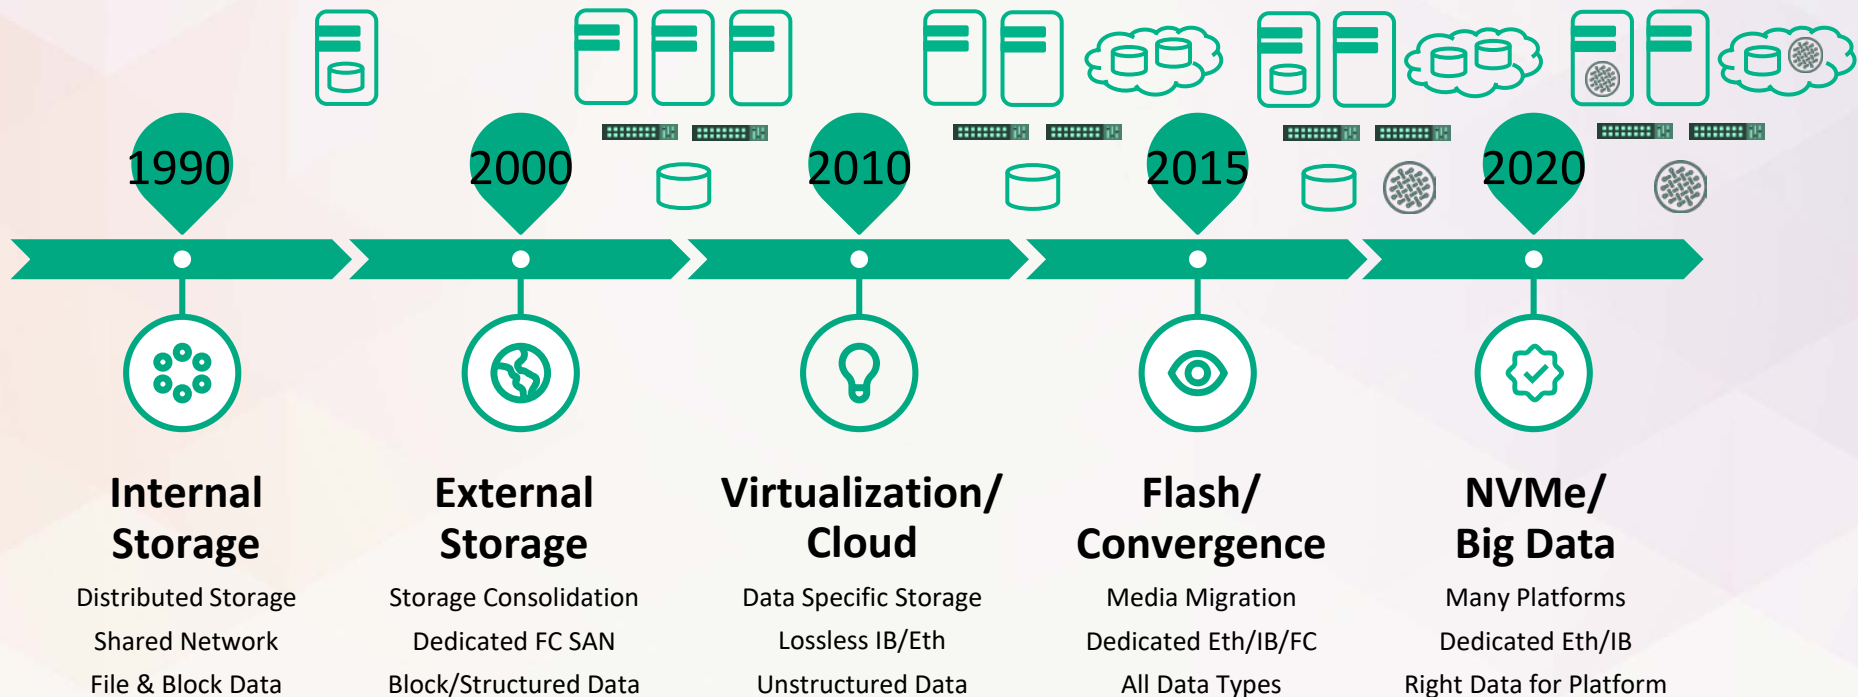 1990
2000
2010
2015
2020
Internal
Storage
Distributed Storage
Shared Network
File & Block Data
External
Storage
Storage Consolidation
Dedicated FC SAN
Block/Structured Data
Virtualization/
Cloud
Data Specific Storage
Lossless IB/Eth
Unstructured Data
Flash/
Convergence
Media Migration
Dedicated Eth/IB/FC
All Data Types
NVMe/
Big Data
Many Platforms
Dedicated Eth/IB
Right Data for Platform